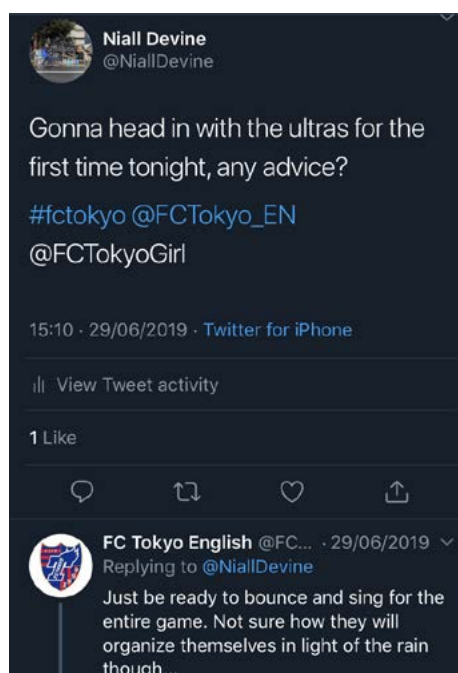 Niall Devine
@NiallDevine
Gonna head in with the ultras for the
first time tonight, any advice?
#fctokyo @FCTokyo_EN
@FCTokyoGirl
15:10 · 29/06/2019 · Twitter for iPhone
View Tweet activity
1 Like
FC Tokyo English @FC... · 29/06/2019
Replying to @NiallDevine
Just be ready to bounce and sing for the
entire game. Not sure how they will
organize themselves in light of the rain
though...